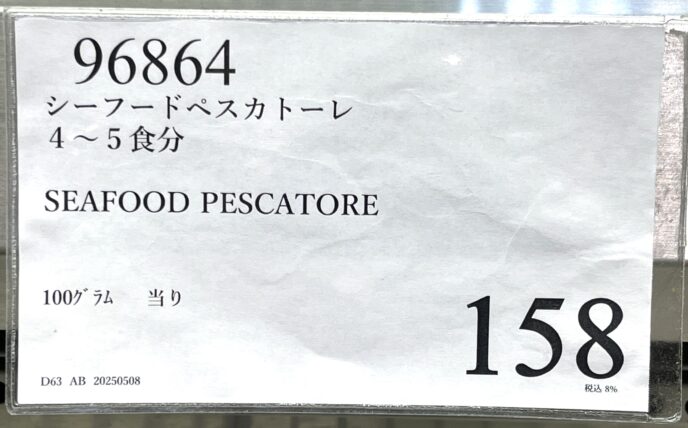 96864
シーフードペスカトーレ
４～５食分
SEAFOOD PESCATORE
100ｸﾞﾗﾑ 当り
158
税込 8%
D63 AB 20250508